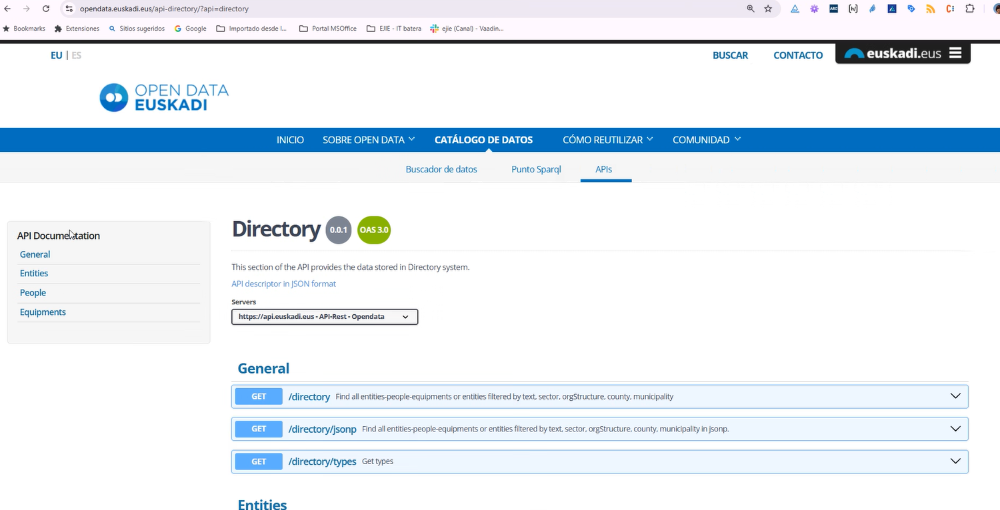 opendata.euskadi.eus/api-directory/?api=directory
Bookmarks Extensiones Sitios sugeridos Google Importado desde l... Portal MSOffice EJIE - IT batera ejie (Canal) - Vaadin...
EU | ES
BUSCAR CONTACTO euskadi.eus
OPEN DATA
EUSKADI
INICIO SOBRE OPEN DATA CATÁLOGO DE DATOS CÓMO REUTILIZAR COMUNIDAD
Buscador de datos Punto Sparql APIs
API Documentation
General
Entities
People
Equipments
Directory 0.0.1 OAS 3.0
This section of the API provides the data stored in Directory system.
API descriptor in JSON format
Servers
https://api.euskadi.eus - API-Rest - Opendata
General
GET /directory Find all entities-people-equipments or entities filtered by text, sector, orgStructure, county, municipality
GET /directory/jsonp Find all entities-people-equipments or entities filtered by text, sector, orgStructure, county, municipality in jsonp.
GET /directory/types Get types
Entities